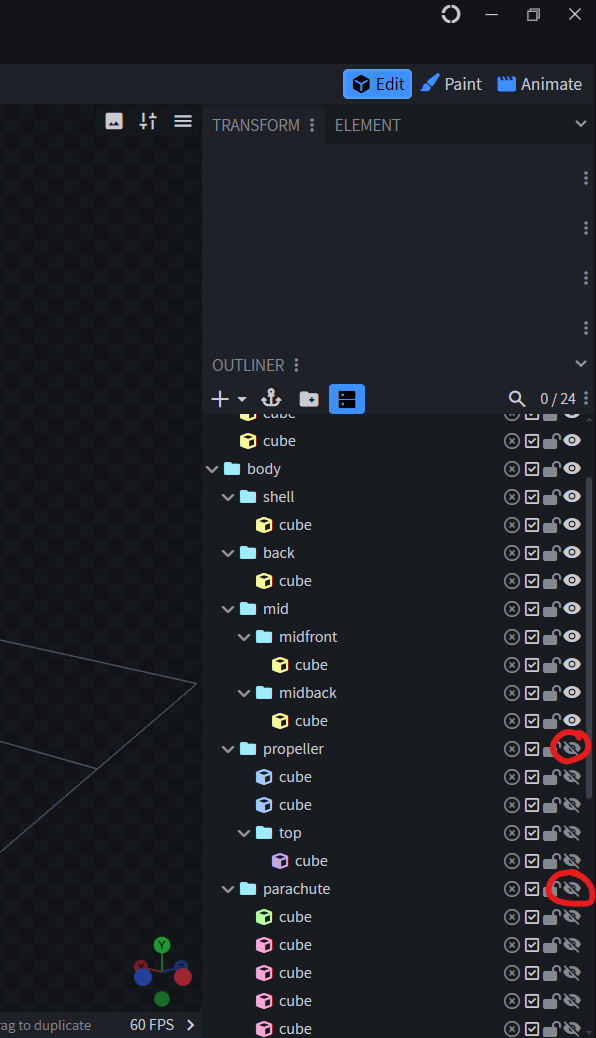 Edit Paint Animate
TRANSFORM ELEMENT
OUTLINER
0 / 24
cube
cube
body
shell
cube
back
cube
mid
midfront
cube
midback
cube
propeller
cube
cube
top
cube
parachute
cube
cube
cube
cube
cube
Y
ag to duplicate 60 FPS